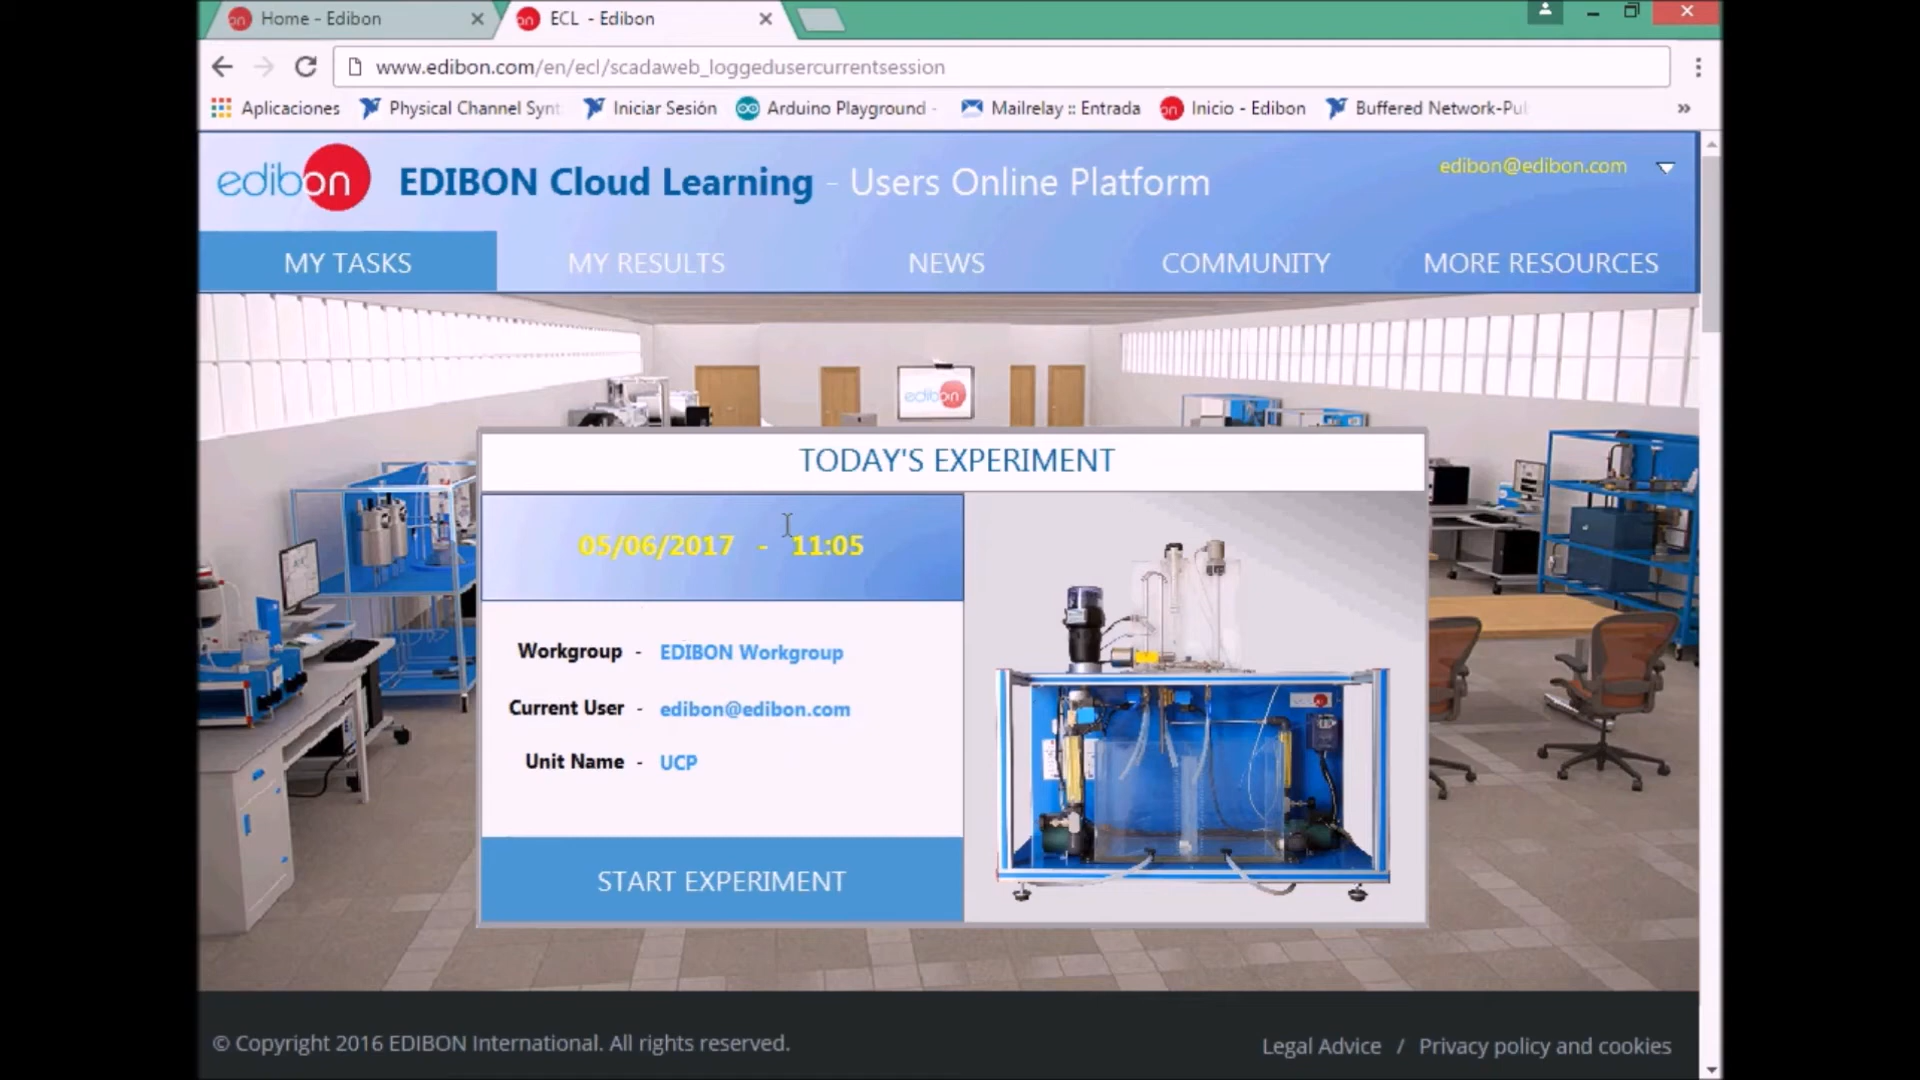 Home - Edibon
ECL - Edibon
www.edibon.com/en/ecl/scadaweb_loggedusercurrentsession
Aplicaciones
Physical Channel Synt
Iniciar Sesión
Arduino Playground -
Mailrelay :: Entrada
Inicio - Edibon
Buffered Network-Pu
»
edibon
EDIBON Cloud Learning - Users Online Platform
edibon@edibon.com
MY TASKS
MY RESULTS
NEWS
COMMUNITY
MORE RESOURCES
edibon
TODAY'S EXPERIMENT
05/06/2017 - 11:05
Workgroup - EDIBON Workgroup
Current User - edibon@edibon.com
Unit Name - UCP
START EXPERIMENT
© Copyright 2016 EDIBON International. All rights reserved.
Legal Advice / Privacy policy and cookies